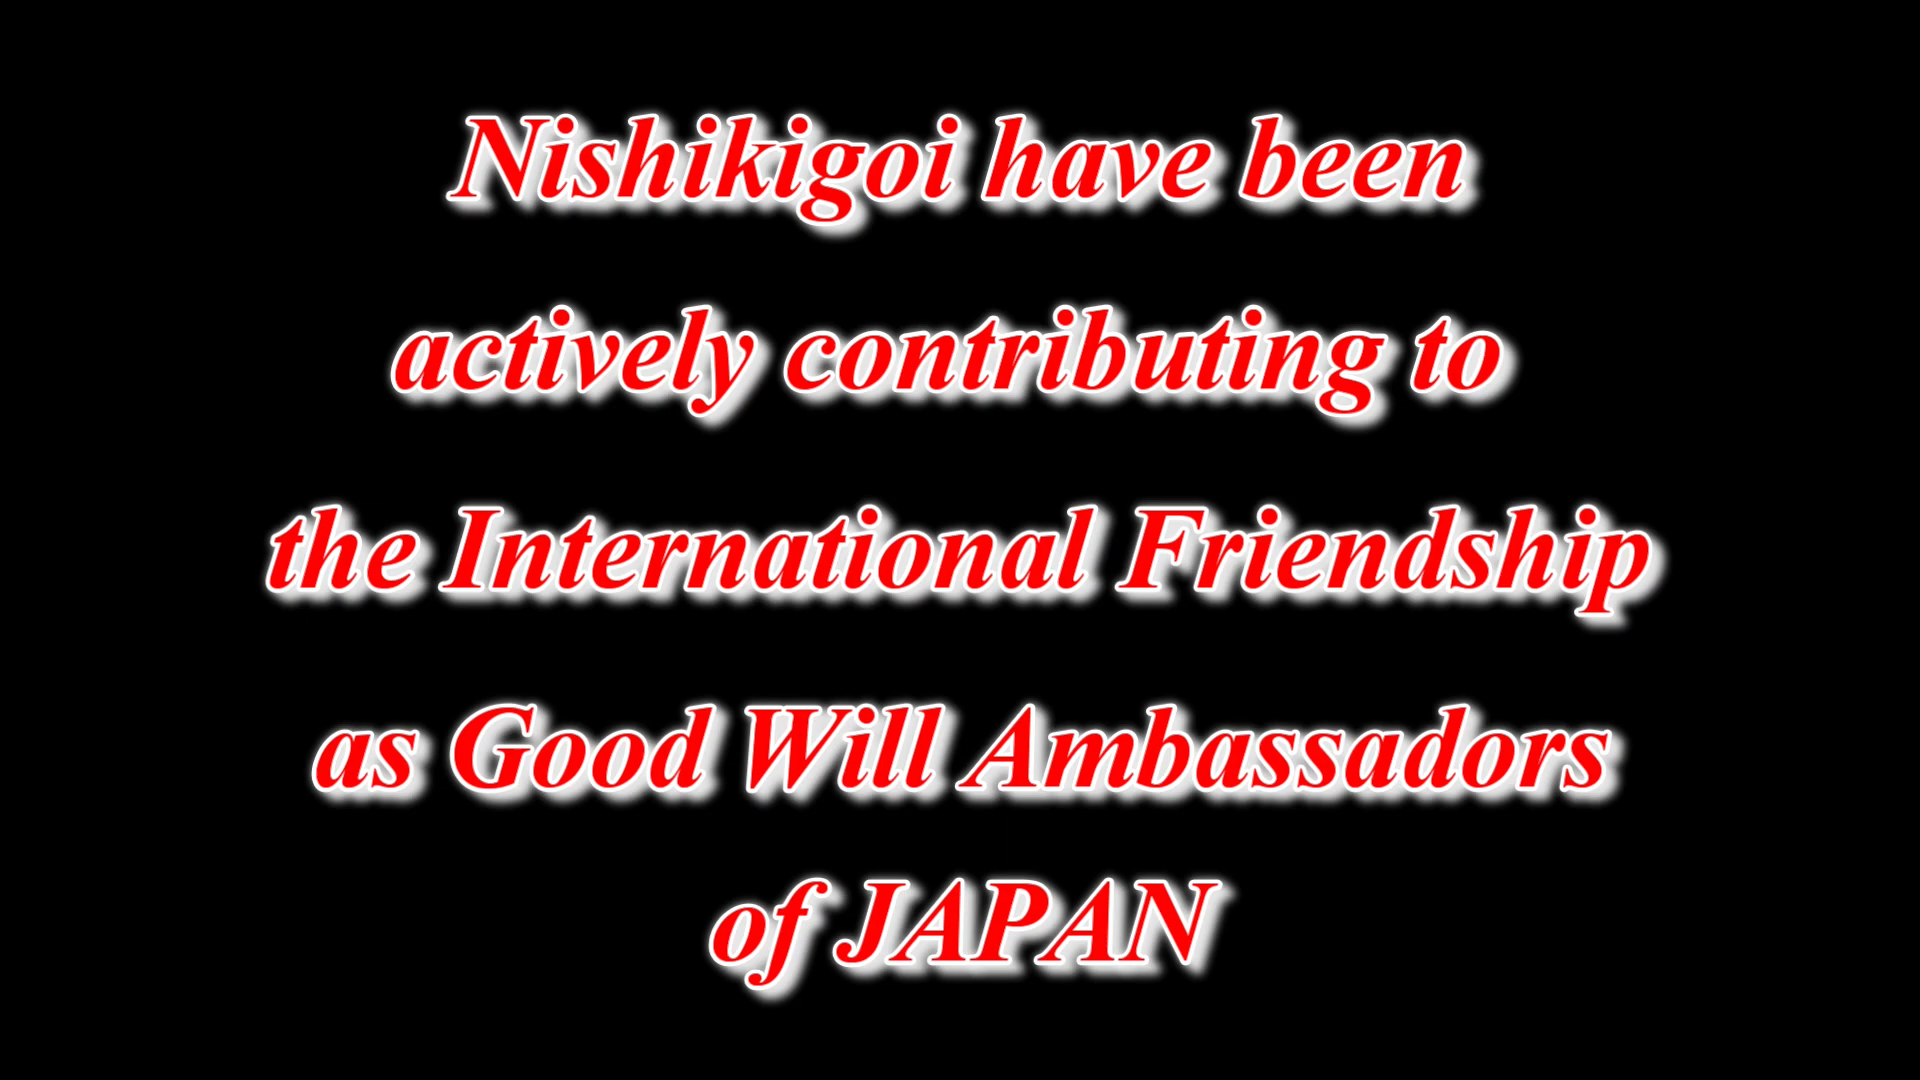 Nishikigoi have been
actively contributing to
the International Friendship
as Good Will Ambassadors
of JAPAN